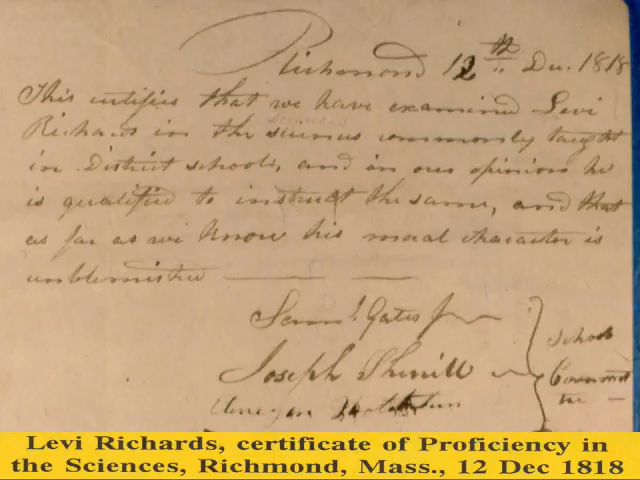 Richmond 12th Dec. 1818
This certifies that we have examined Levi
Richards in the sciences commonly taught
in District schools, and in our opinion he
is qualified to instruct the same, and that
as far as we know his moral character is
unblemished
Saml. Gates Jr
Joseph Sherrill
School
Committ
ee
Levi Richards, certificate of Proficiency in
the Sciences, Richmond, Mass., 12 Dec 1818